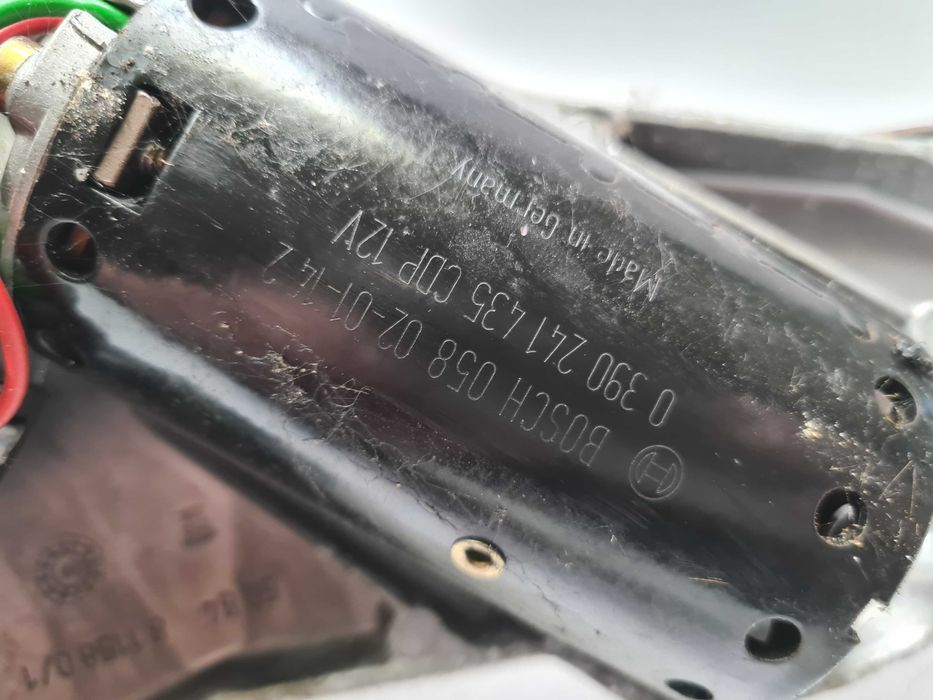 BOSCH 058 02-01-14 2
0 390 241 435 CDP 12V
Made in Germany